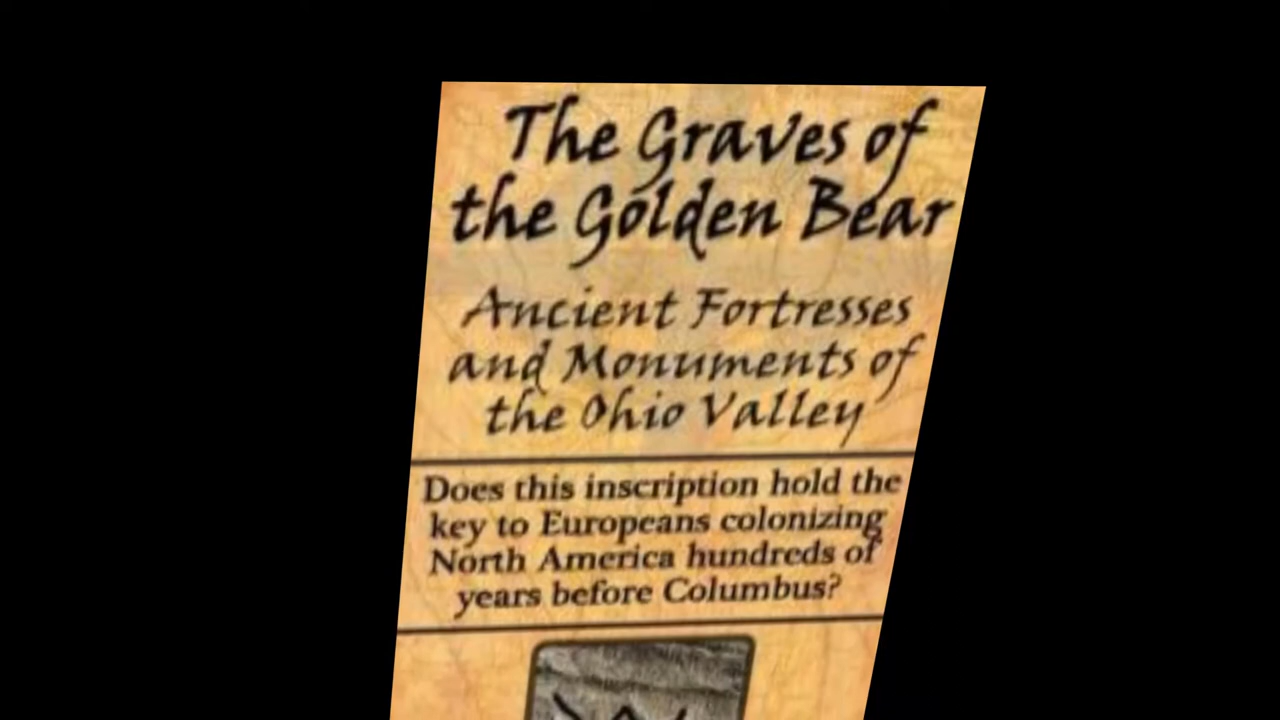 The Graves of
the Golden Bear
Ancient Fortresses
and Monuments of
the Ohio Valley
Does this inscription hold the
key to Europeans colonizing
North America hundreds of
years before Columbus?